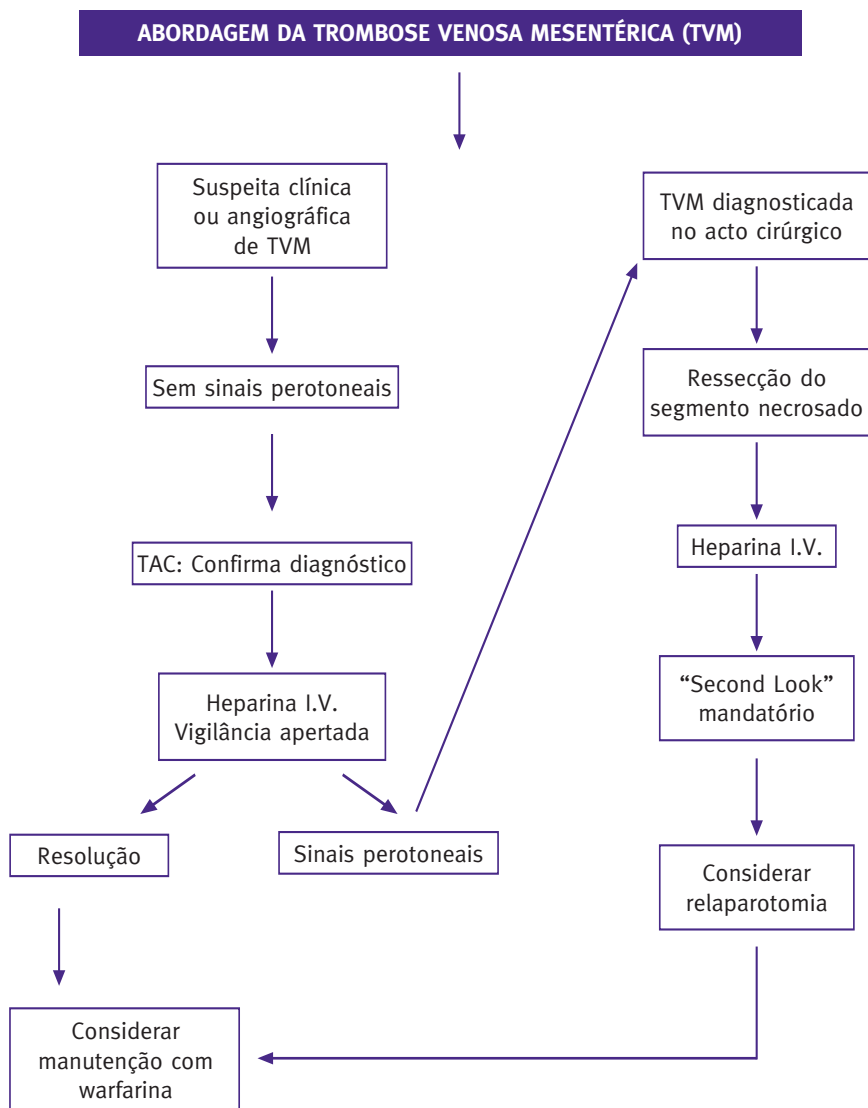 ABORDAGEM DA TROMBOSE VENOSA MESENTÉRICA (TVM)
Suspeita clínica
ou angiográfica
de TVM
Sem sinais perotoneais
TAC: Confirma diagnóstico
Heparina I.V.
Vigilância apertada
Resolução
Sinais perotoneais
Considerar
manutenção com
warfarina
TVM diagnosticada
no acto cirúrgico
Ressecção do
segmento necrosado
Heparina I.V.
“Second Look”
mandatório
Considerar
relaparotomia